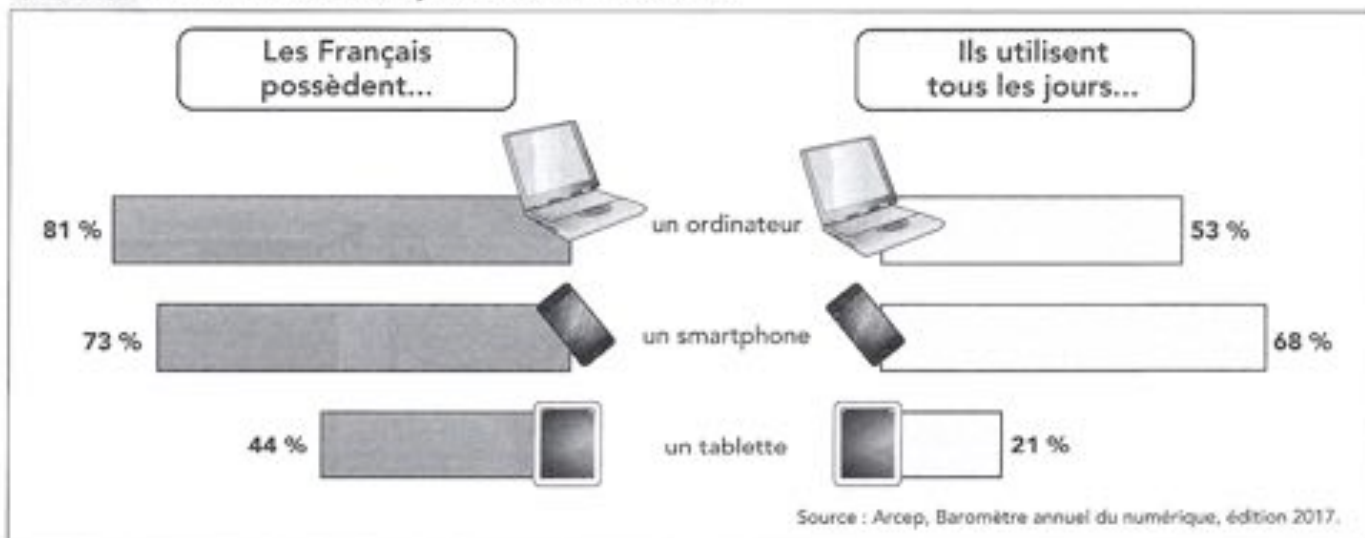 Les Français
possèdent...
Ils utilisent
tous les jours...
81 %
un ordinateur
53 %
73 %
un smartphone
68 %
44 %
un tablette
21 %
Source : Arcep, Baromètre annuel du numérique, édition 2017.